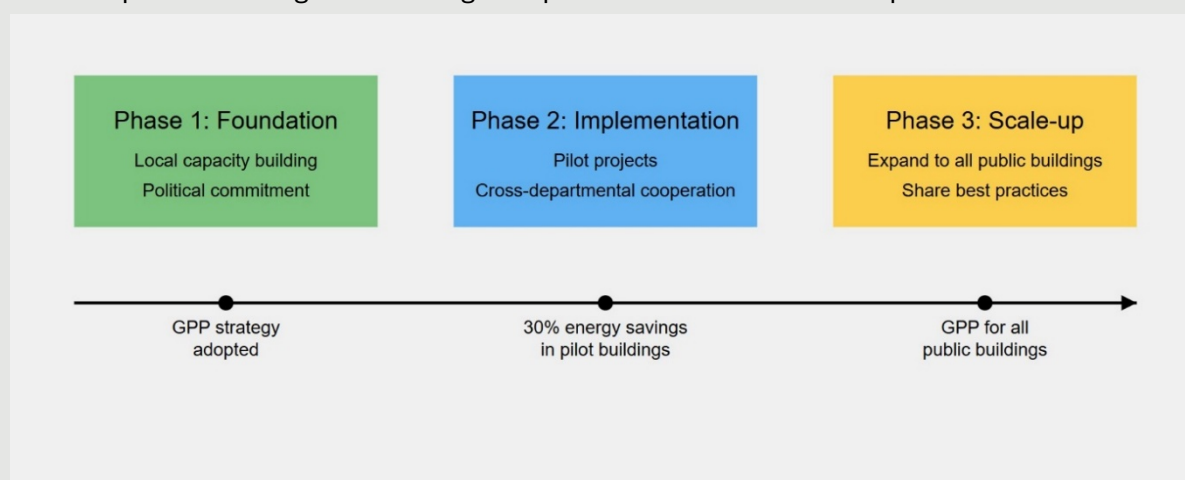 Phase 1: Foundation
Local capacity building
Political commitment
Phase 2: Implementation
Pilot projects
Cross-departmental cooperation
Phase 3: Scale-up
Expand to all public buildings
Share best practices
GPP strategy
adopted
30% energy savings
in pilot buildings
GPP for all
public buildings